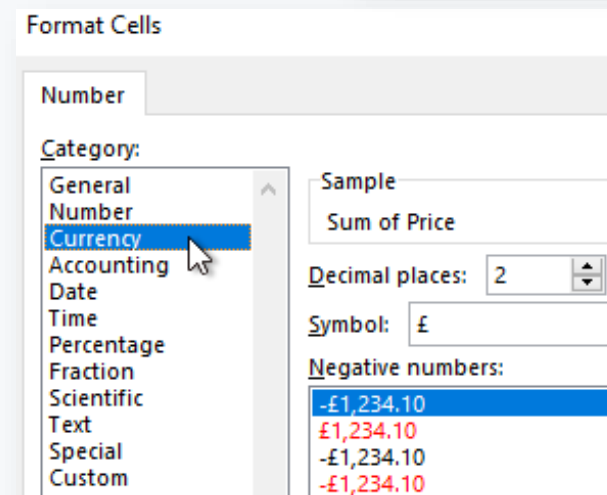 Format Cells
Number
Category:
General
Number
Currency
Accounting
Date
Time
Percentage
Fraction
Scientific
Text
Special
Custom
Sample
Sum of Price
Decimal places: 2
Symbol: £
Negative numbers:
-£1,234.10
£1,234.10
-£1,234.10
-£1,234.10